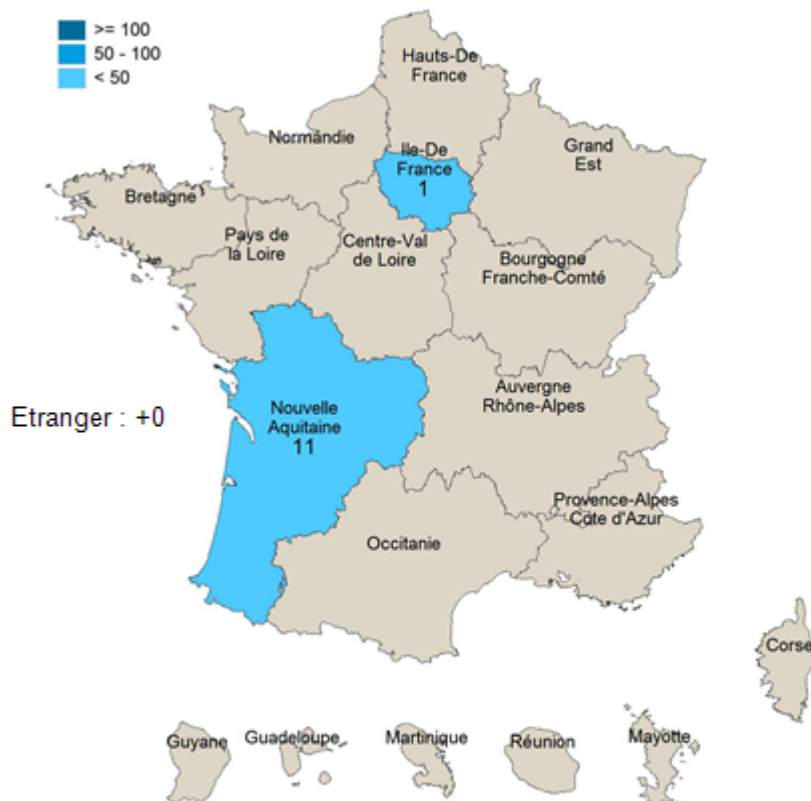 >= 100
50 - 100
< 50
Hauts-De
France
Normandie
Ile-De
France
1
Grand
Est
Bretagne
Pays de
la Loire
Centre-Val
de Loire
Bourgogne
Franche-Comté
Etranger : +0
Nouvelle
Aquitaine
11
Auvergne
Rhône-Alpes
Provence-Alpes
Côte d'Azur
Occitanie
Corse
Guyane
Guadeloupe
Martinique
Réunion
Mayotte